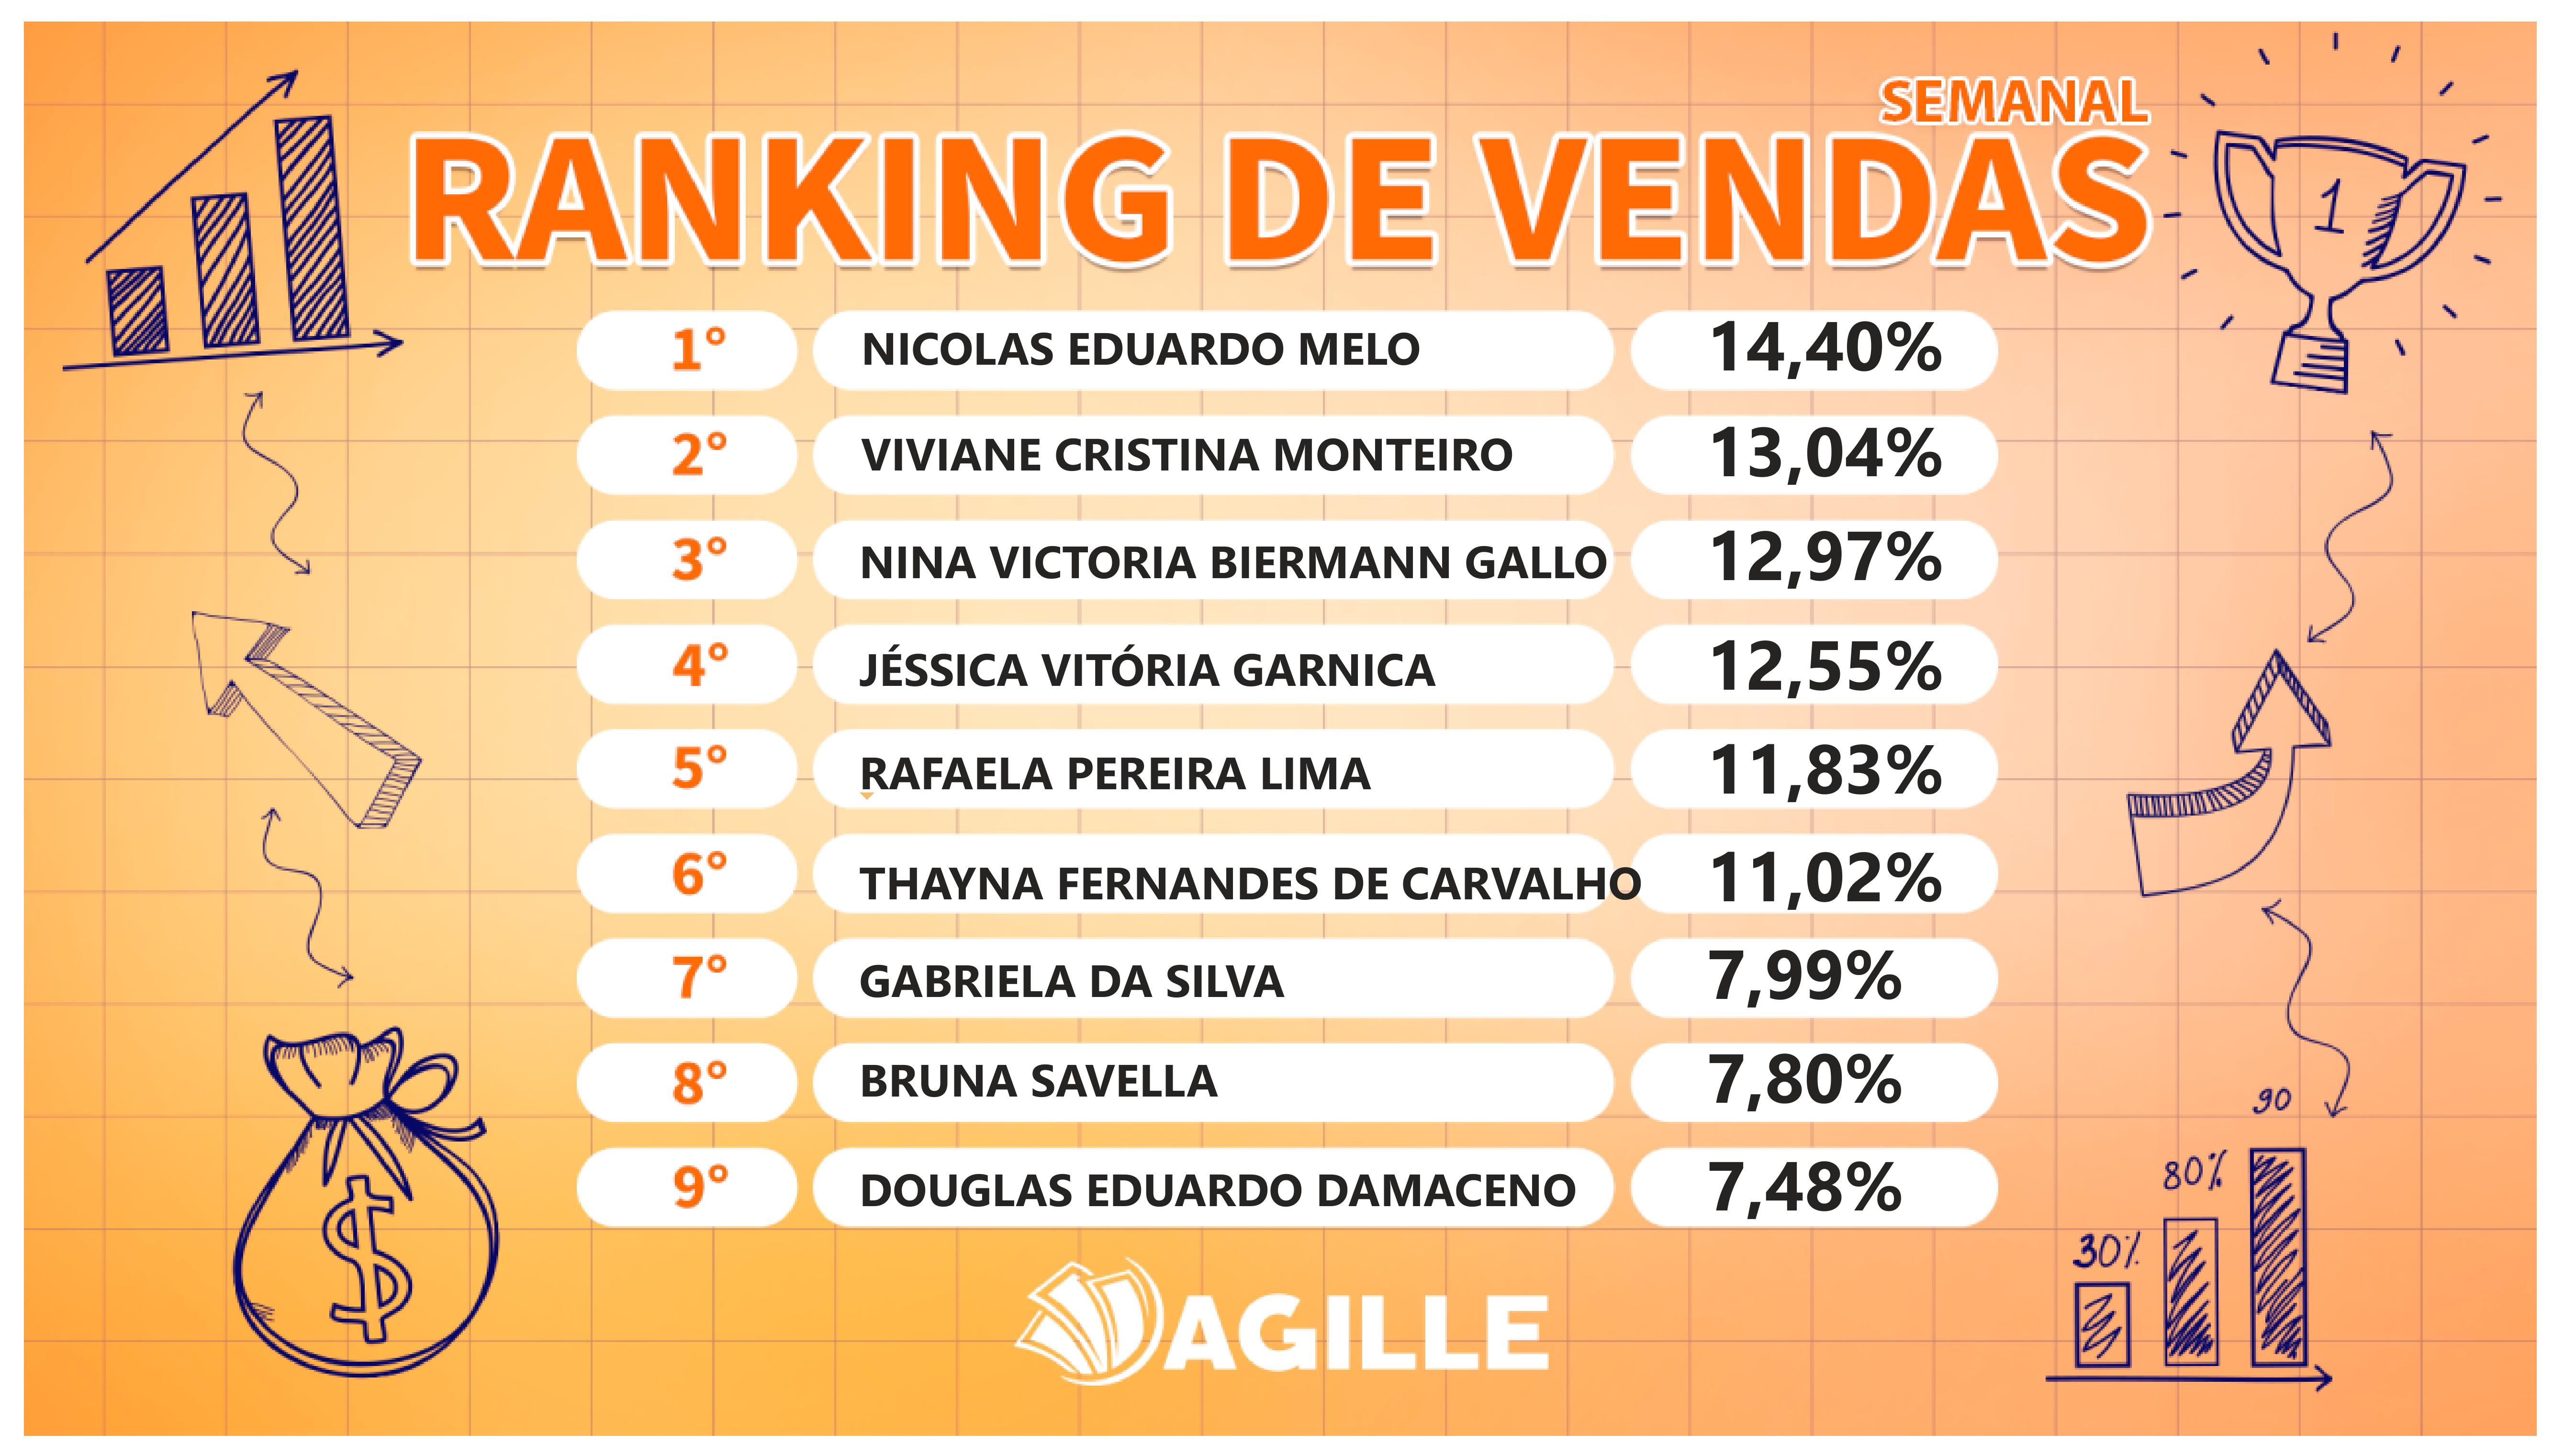 SEMANAL
RANKING DE VENDAS
1
1° NICOLAS EDUARDO MELO 14,40%
2° VIVIANE CRISTINA MONTEIRO 13,04%
3° NINA VICTORIA BIERMANN GALLO 12,97%
4° JÉSSICA VITÓRIA GARNICA 12,55%
5° RAFAELA PEREIRA LIMA 11,83%
6° THAYNA FERNANDES DE CARVALHO 11,02%
7° GABRIELA DA SILVA 7,99%
8° BRUNA SAVELLA 7,80%
9° DOUGLAS EDUARDO DAMACENO 7,48%
90
80%
30%
$
AGILLE